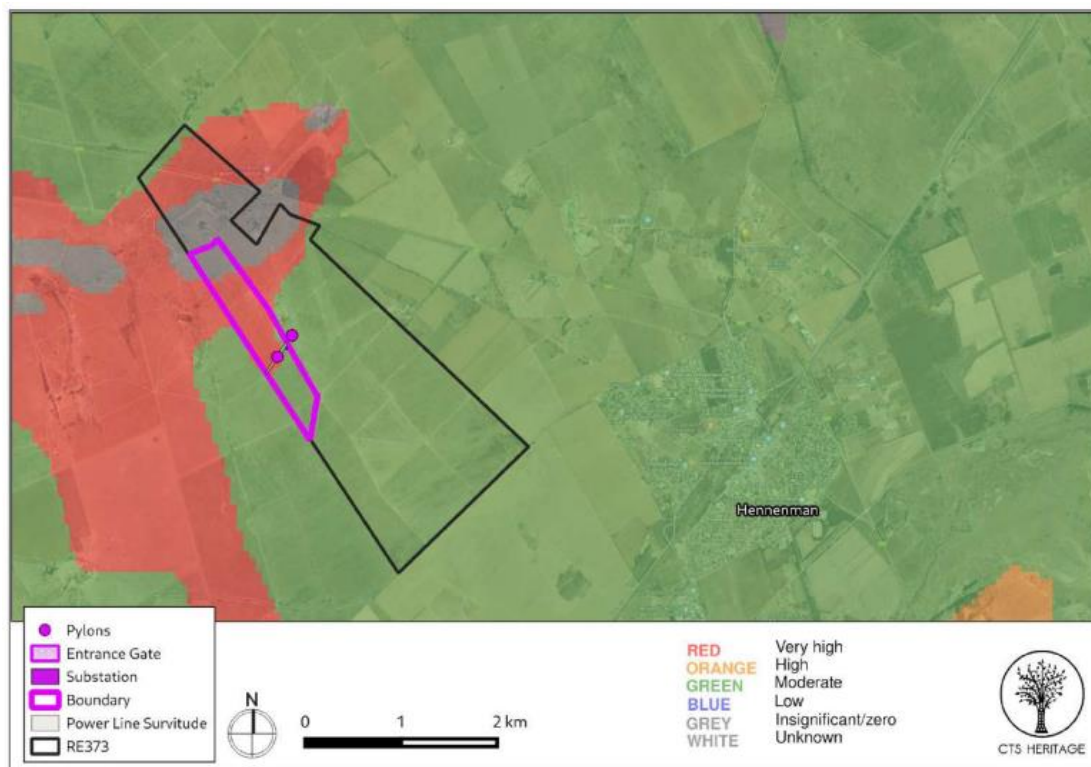 Hennenman
Pylons
Entrance Gate
Substation
Boundary
Power Line Survitude
RE373
N
0 1 2 km
RED Very high
ORANGE High
GREEN Moderate
BLUE Low
GREY Insignificant/zero
WHITE Unknown
CTS HERITAGE